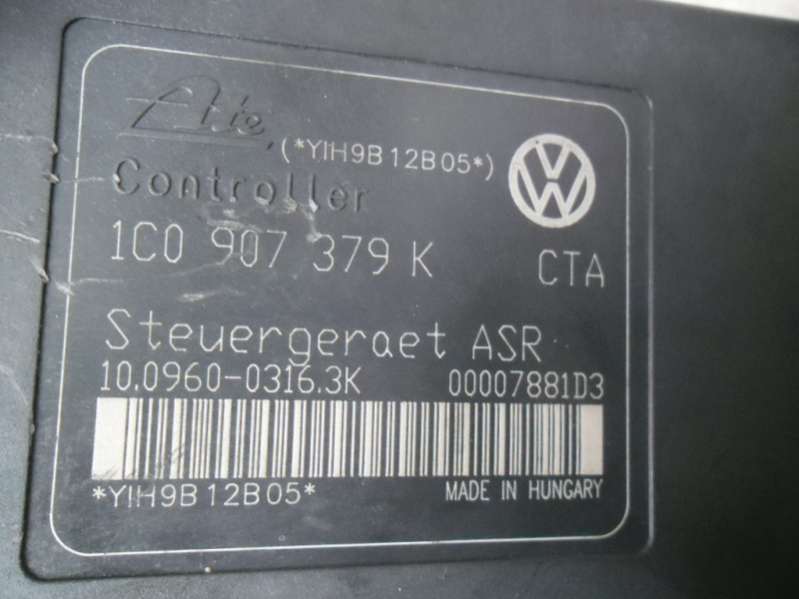 Ate
(*YIH9B12B05*)
Controller
1C0 907 379 K
CTA
Steuergeraet ASR
10.0960-0316.3K 00007881D3
*YIH9B12B05*
MADE IN HUNGARY